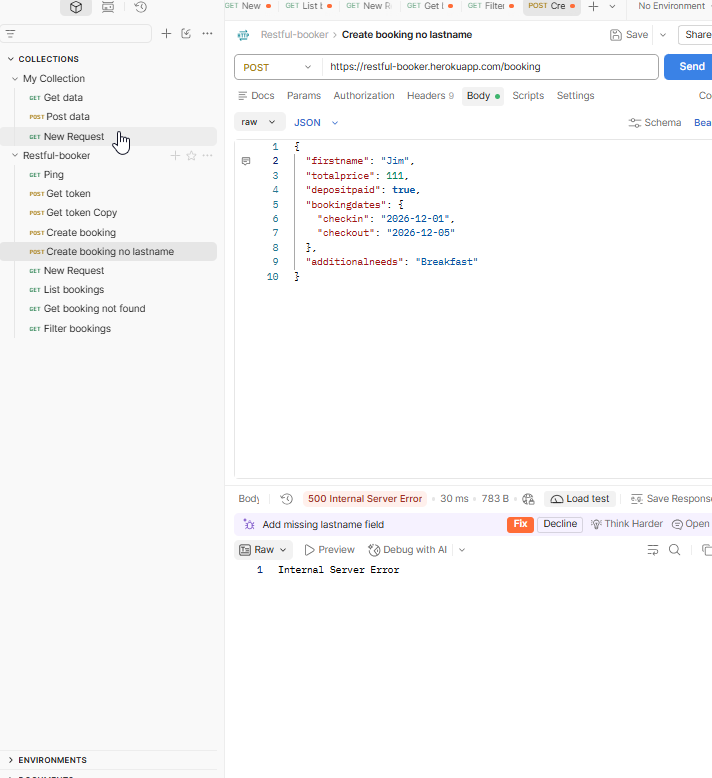 GET New GET List b GET New R GET Get l GET Filter POST Cre No Environment
COLLECTIONS
My Collection
GET Get data
POST Post data
GET New Request
Restful-booker
GET Ping
POST Get token
GET Get token Copy
POST Create booking
POST Create booking no lastname
GET New Request
GET List bookings
GET Get booking not found
GET Filter bookings
ENVIRONMENTS
Restful-booker > Create booking no lastname Save Share
POST https://restful-booker.herokuapp.com/booking Send
Docs Params Authorization Headers 9 Body Scripts Settings Co
raw JSON Schema Bea
1 {
2 "firstname": "Jim",
3 "totalprice": 111,
4 "depositpaid": true,
5 "bookingdates": {
6 "checkin": "2026-12-01",
7 "checkout": "2026-12-05"
8 },
9 "additionalneeds": "Breakfast"
10 }
Body 500 Internal Server Error 30 ms 783 B Load test e.g. Save Response
Add missing lastname field Fix Decline Think Harder Open
Raw Preview Debug with AI
1 Internal Server Error